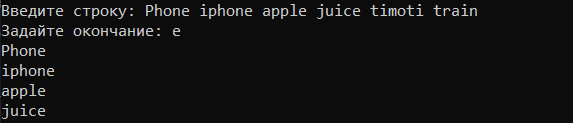 Введите строку: Phone iphone apple juice timoti train
Задайте окончание: e
Phone
iphone
apple
juice